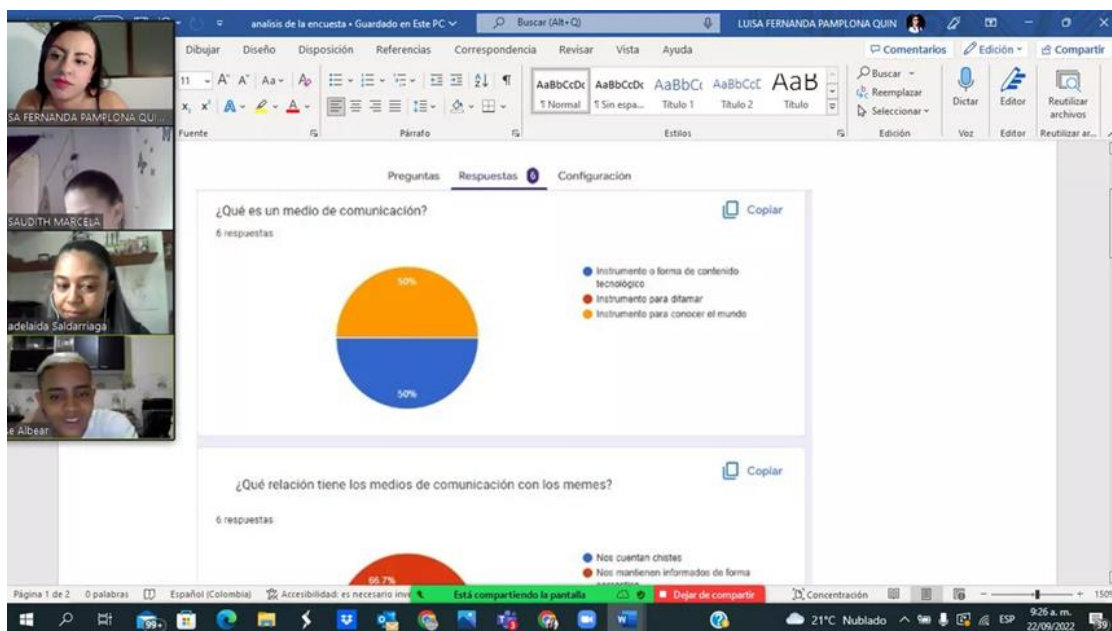 analisis de la encuesta • Guardado en Este PC
Buscar (Alt+Q)
LUISA FERNANDA PAMPLONA QUIN
Dibujar Diseño Disposición Referencias Correspondencia Revisar Vista Ayuda
Comentarios Edición Compartir
11
AaBbCcDc AaBbCcDc AaBbCc AaBbCcE AaB
¶ Normal ¶ Sin espa... Título 1 Título 2 Título
Buscar
Reemplazar
Seleccionar
Dictar
Editor
Reutilizar
archivos
Fuente Párrafo Estilos Edición Voz Editor Reutilizar ar...
SA FERNANDA PAMPLONA QUI...
SAUDITH MARCELA
adelaida Saldarriaga
e Albear
Preguntas Respuestas 6 Configuración
¿Qué es un medio de comunicación?
Copiar
6 respuestas
50%
50%
Instrumento o forma de contenido
tecnológico
Instrumento para difamar
Instrumento para conocer el mundo
¿Qué relación tiene los medios de comunicación con los memes?
Copiar
6 respuestas
66.7%
Nos cuentan chistes
Nos mantienen informados de forma
Página 1 de 2 0 palabras Español (Colombia) Accesibilidad: es necesario inve
Está compartiendo la pantalla
Dejar de compartir
Concentración
150%
99+
21°C Nublado
ESP
9:26 a. m.
22/09/2022
39